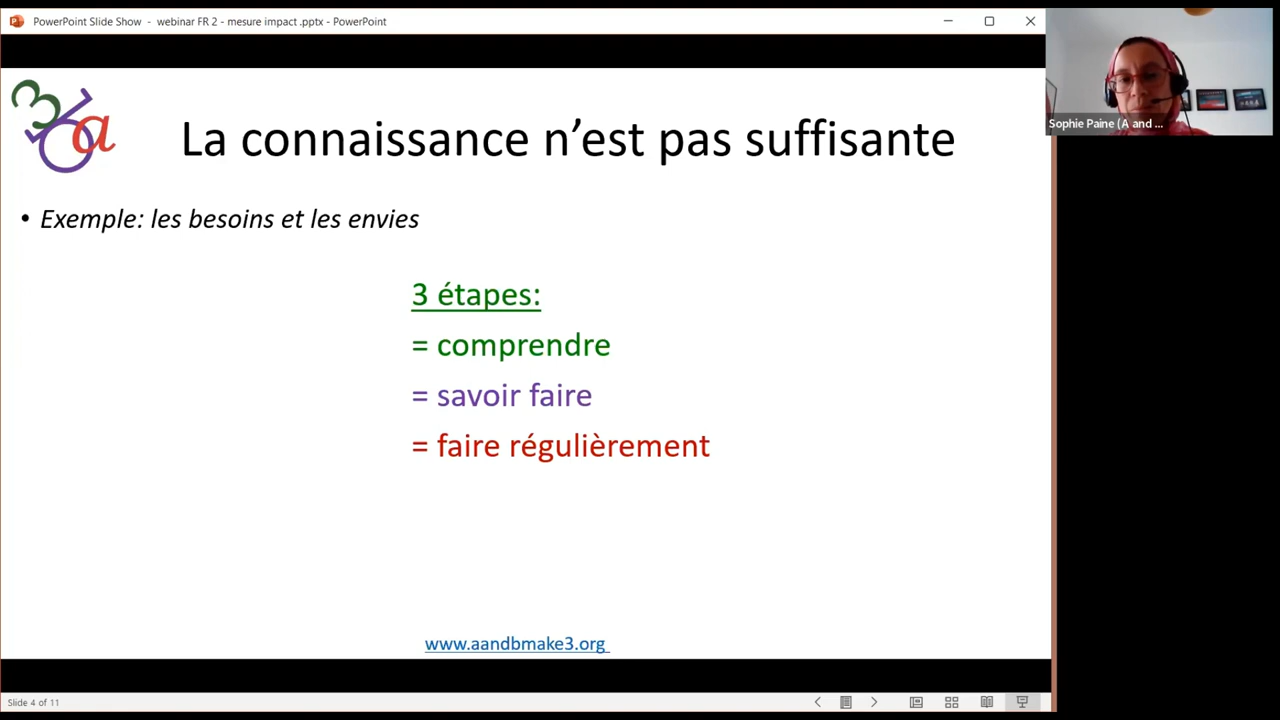 PowerPoint Slide Show - webinar FR 2 - mesure impact .pptx - PowerPoint
Sophie Paine (A and ...
3 b a
La connaissance n’est pas suffisante
• Exemple: les besoins et les envies
3 étapes:
= comprendre
= savoir faire
= faire régulièrement
www.aandbmake3.org
Slide 4 of 11